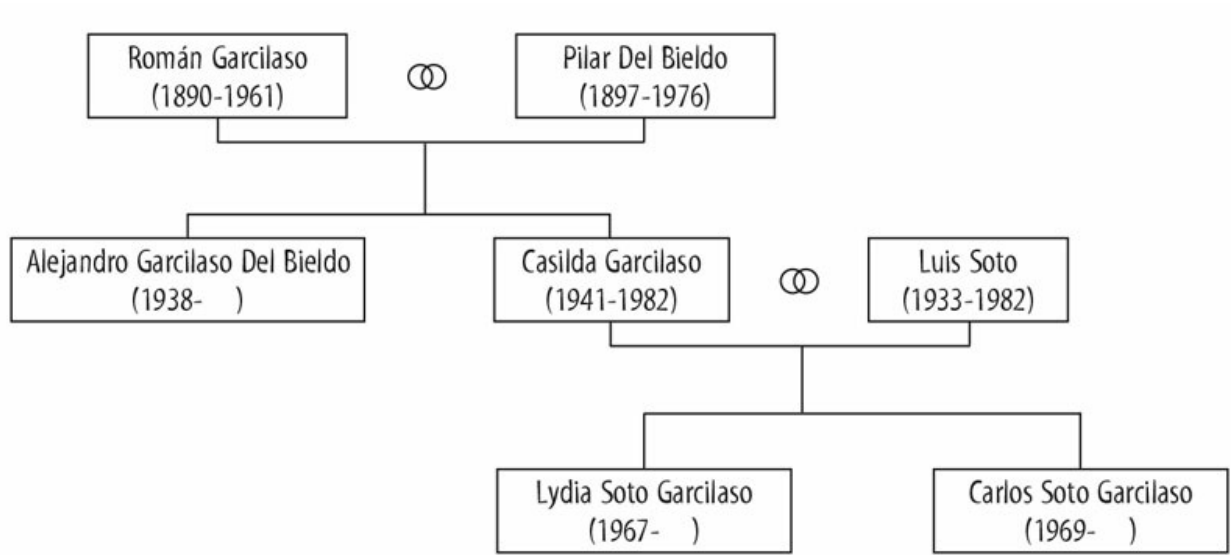 Román Garcilaso
(1890-1961)
Pilar Del Bieldo
(1897-1976)
Alejandro Garcilaso Del Bieldo
(1938-    )
Casilda Garcilaso
(1941-1982)
Luis Soto
(1933-1982)
Lydia Soto Garcilaso
(1967-    )
Carlos Soto Garcilaso
(1969-    )